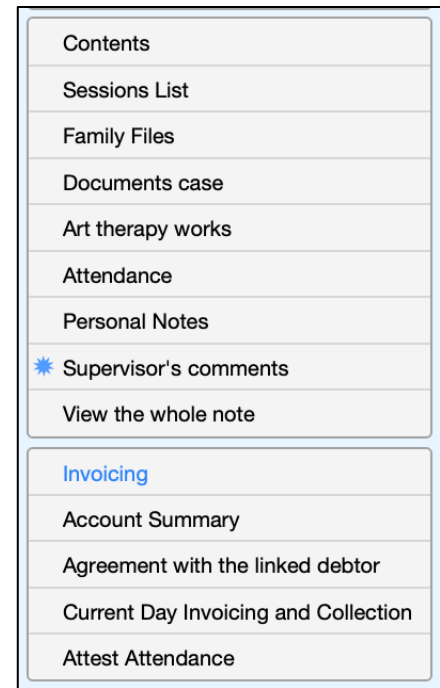 Contents
Sessions List
Family Files
Documents case
Art therapy works
Attendance
Personal Notes
Supervisor's comments
View the whole note
Invoicing
Account Summary
Agreement with the linked debtor
Current Day Invoicing and Collection
Attest Attendance